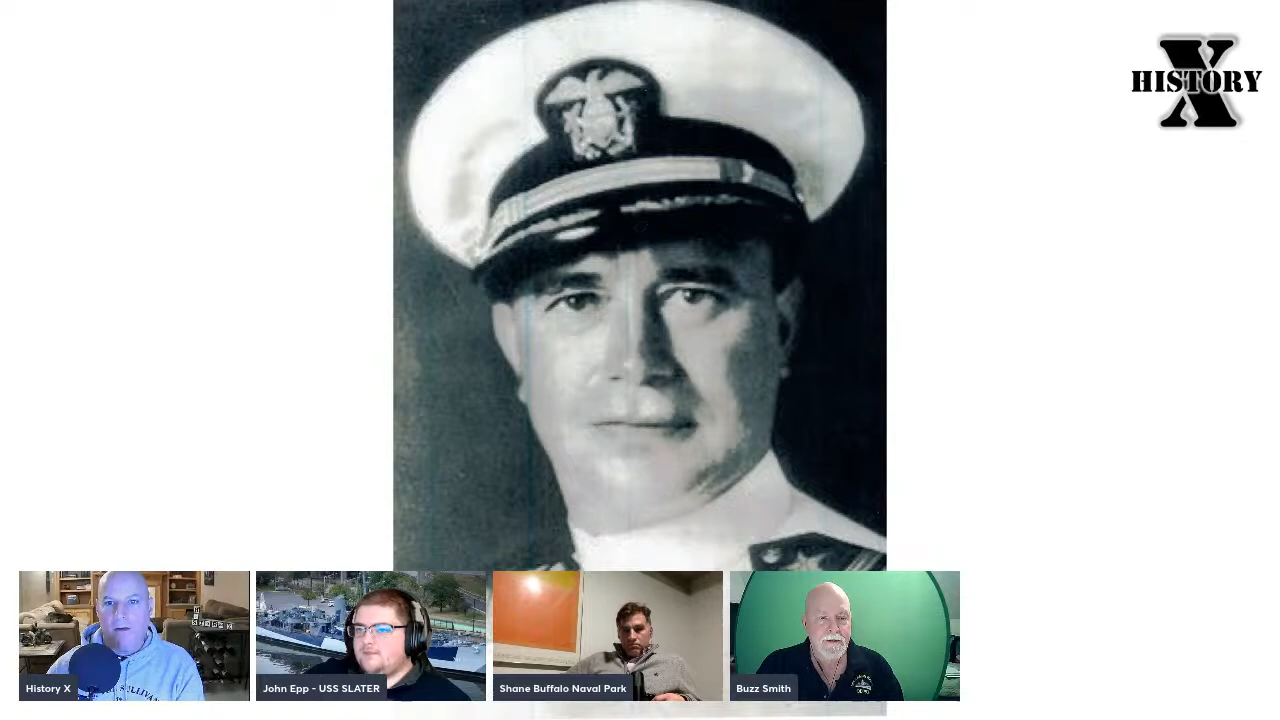 HISTORY
X
History X
John Epp - USS SLATER
Shane Buffalo Naval Park
Buzz Smith